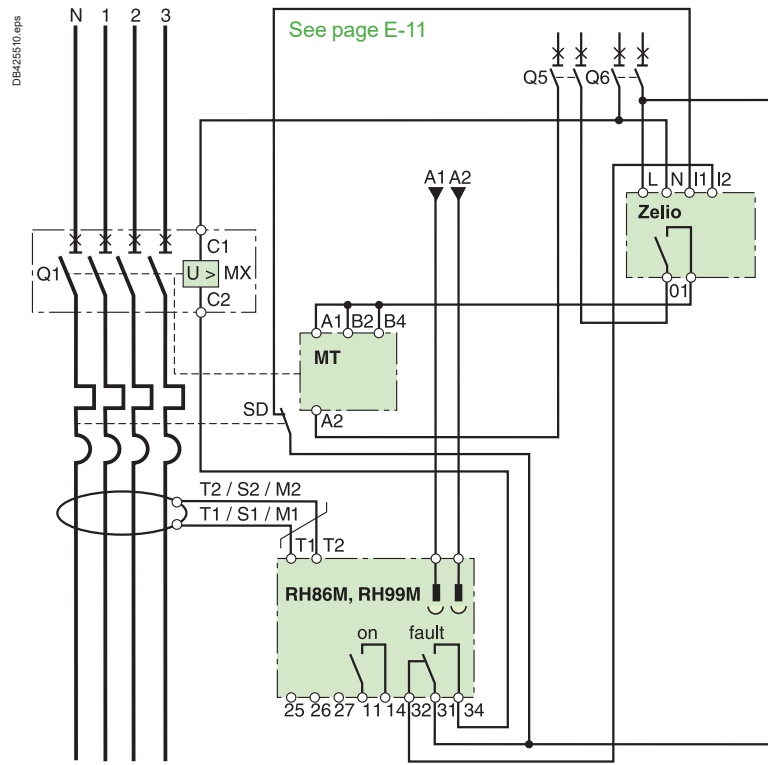 DB425510.eps
N 1 2 3
See page E-11
Q5 Q6
A1 A2
L N I1 I2
Zelio
01
C1
Q1 U > MX
C2
A1 B2 B4
MT
A2
SD
T2 / S2 / M2
T1 / S1 / M1
T1 T2
RH86M, RH99M
on fault
25 26 27 11 14 32 31 34